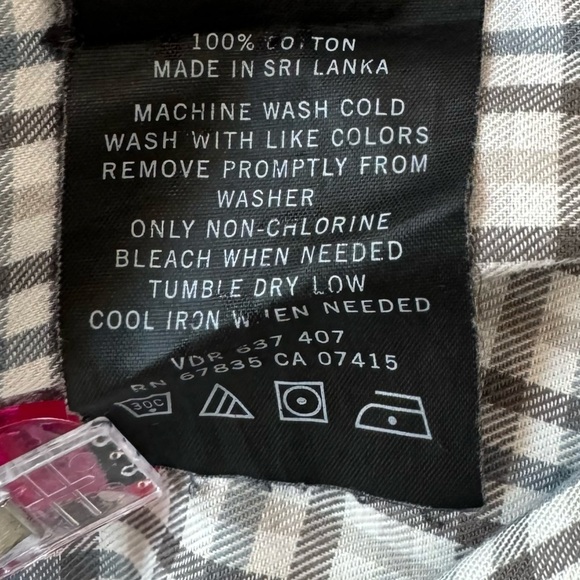 100% COTTON
MADE IN SRI LANKA
MACHINE WASH COLD
WASH WITH LIKE COLORS
REMOVE PROMPTLY FROM
WASHER
ONLY NON-CHLORINE
BLEACH WHEN NEEDED
TUMBLE DRY LOW
COOL IRON WHEN NEEDED
VDR 637 407
RN 67835 CA 07415
30C